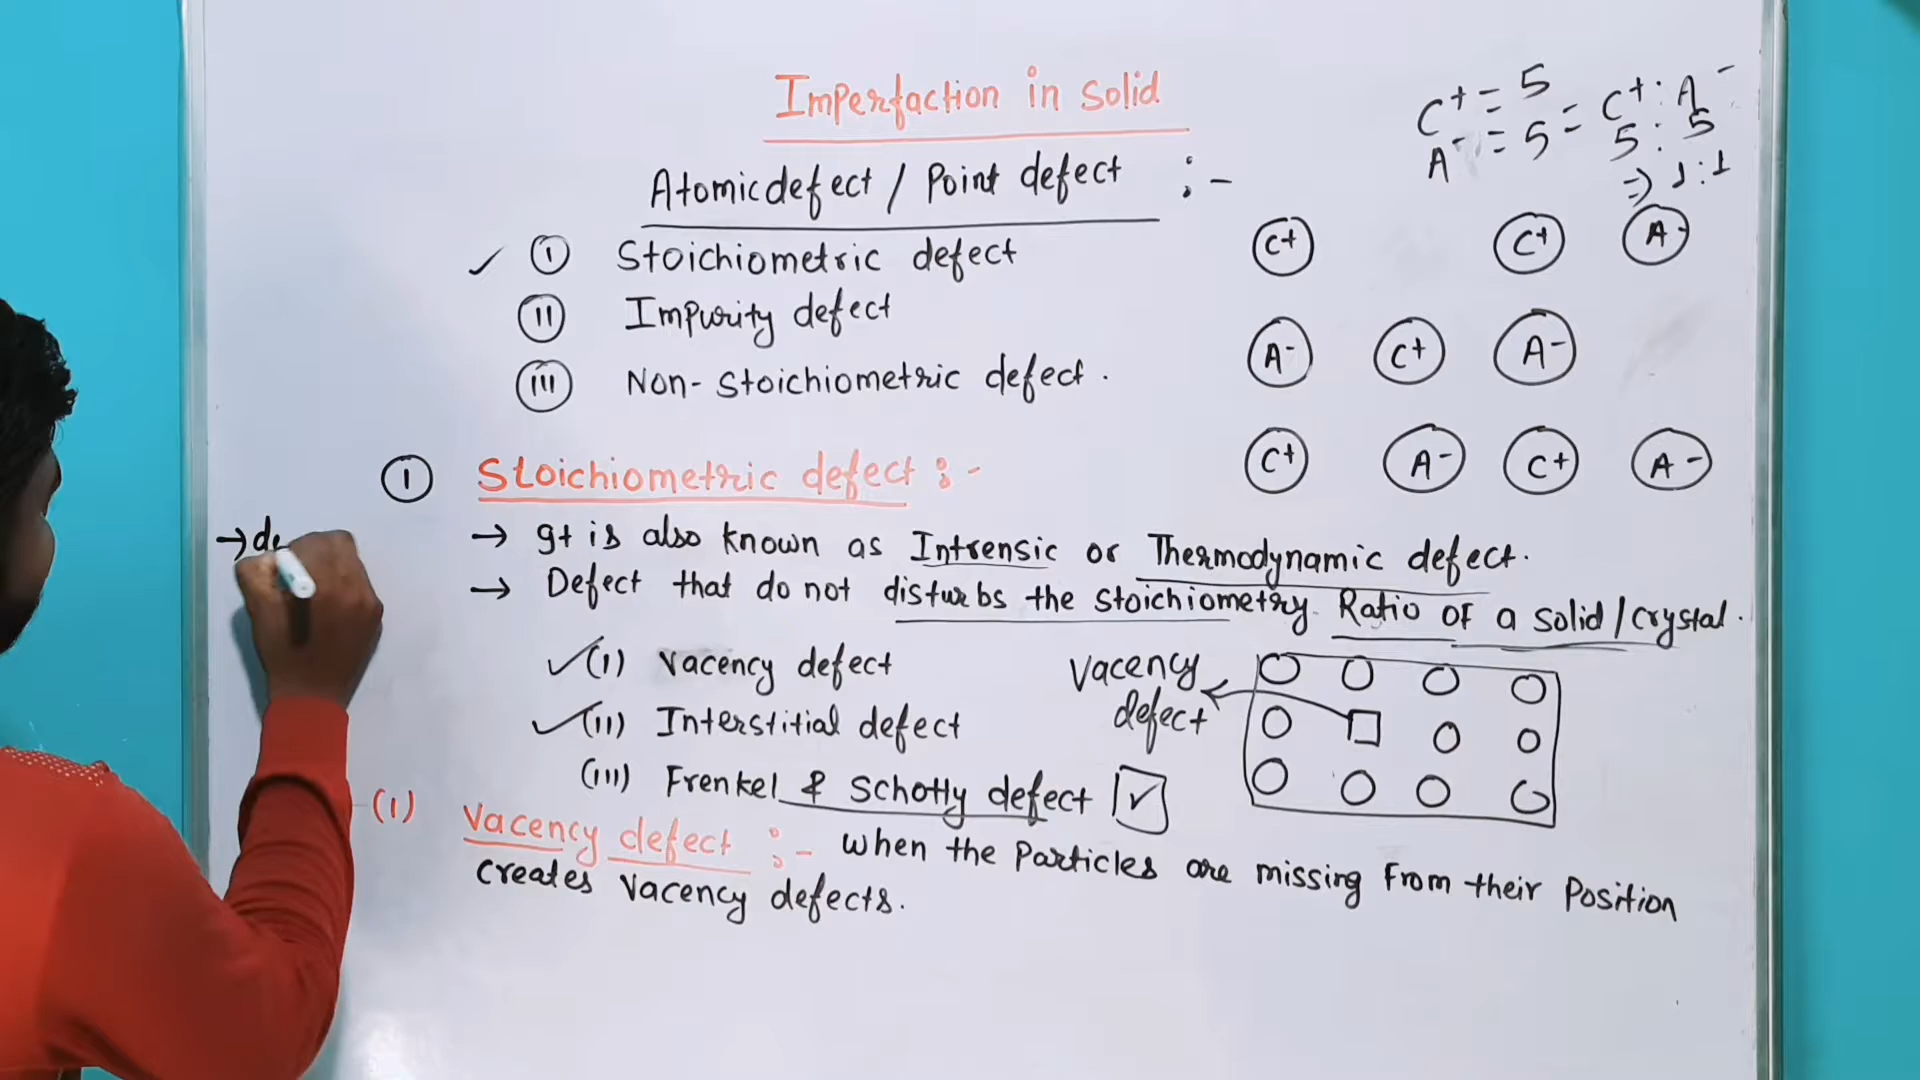 Imperfaction in solid
Atomic defect / Point defect :-
(I) Stoichiometric defect
(II) Impurity defect
(III) Non-stoichiometric defect.
C+ = 5
A- = 5 = C+ : A-
5 : 5
=> 1:1
C+ C+ A-
A- C+ A-
C+ A- C+ A-
(I) Stoichiometric defect :-
→ It is also known as Intrensic or Thermodynamic defect.
→ Defect that do not disturbs the stoichiometry Ratio of a solid/crystal.
✓(I) Vacency defect
✓(II) Interstitial defect
(III) Frenkel & Schotty defect ✓
Vacency
defect
→ de
(I) Vacency defect :- when the Particles are missing from their Position
creates vacency defects.